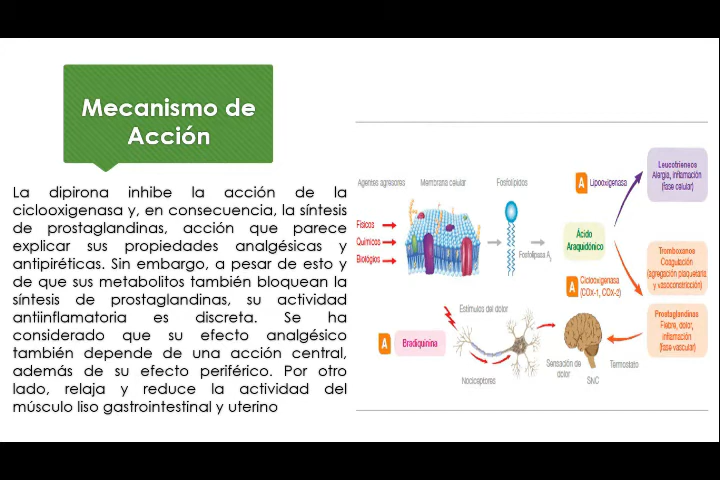 Mecanismo de
Acción
La dipirona inhibe la acción de la
ciclooxigenasa y, en consecuencia, la síntesis
de prostaglandinas, acción que parece
explicar sus propiedades analgésicas y
antipiréticas. Sin embargo, a pesar de esto y
de que sus metabolitos también bloquean la
síntesis de prostaglandinas, su actividad
antiinflamatoria es discreta. Se ha
considerado que su efecto analgésico
también depende de una acción central,
además de su efecto periférico. Por otro
lado, relaja y reduce la actividad del
músculo liso gastrointestinal y uterino
Agentes agresores
Membrana celular
Fosfolípidos
Físicos
Químicos
Biológicos
Fosfolipasa A2
Ácido
Araquidónico
A Lipooxigenasa
Leucotrienos
Alergia, inflamación
(fase celular)
Tromboxanos
Coagulación
(agregación plaquetaria
y vasoconstricción)
A Ciclooxigenasa
(COX-1, COX-2)
Prostaglandinas
Fiebre, dolor,
inflamación
(fase vascular)
A Bradiquinina
Estímulos del dolor
Nociceptores
Sensación de
dolor
SNC
Termostato